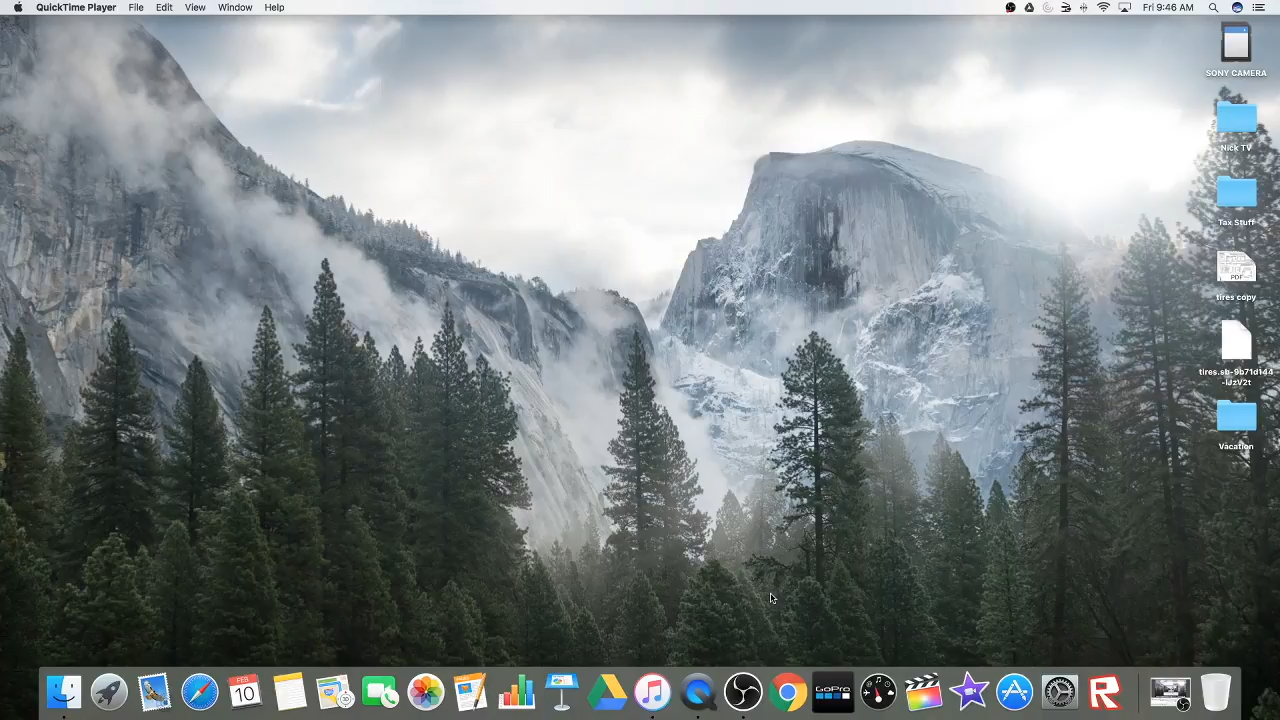 QuickTime Player File Edit View Window Help
Fri 9:46 AM
SONY CAMERA
Nick TV
Tax Stuff
PDF
tires copy
tires.sb-9b71d144
-IJzV2t
Vacation
FEB
10
GoPro